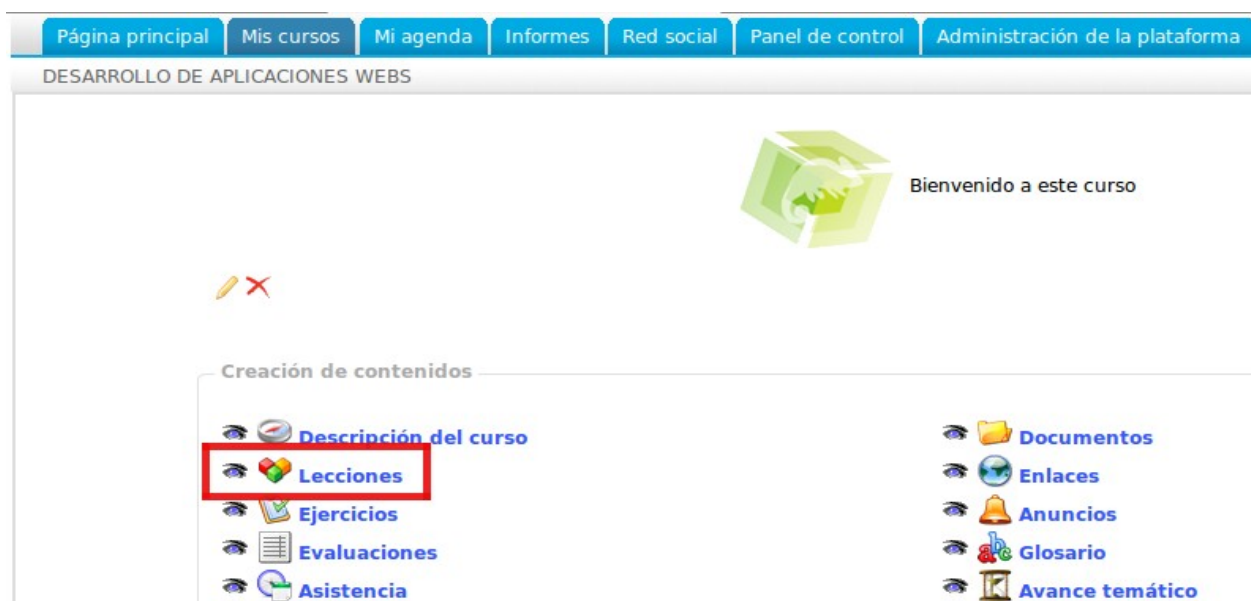 Página principal Mis cursos Mi agenda Informes Red social Panel de control Administración de la plataforma
DESARROLLO DE APLICACIONES WEBS
Bienvenido a este curso
Creación de contenidos
Descripción del curso Documentos
Lecciones Enlaces
Ejercicios Anuncios
Evaluaciones abc Glosario
Asistencia Avance temático